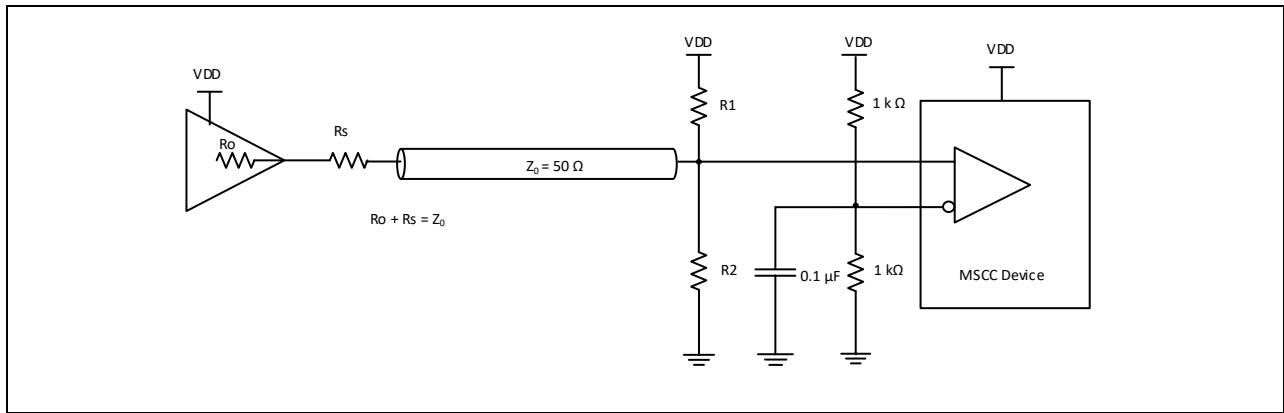 VDD
VDD
VDD
VDD
R1
1 k Ω
Ro
Rs
Z₀ = 50 Ω
Ro + Rs = Z₀
R2
0.1 µF
1 kΩ
MSCC Device